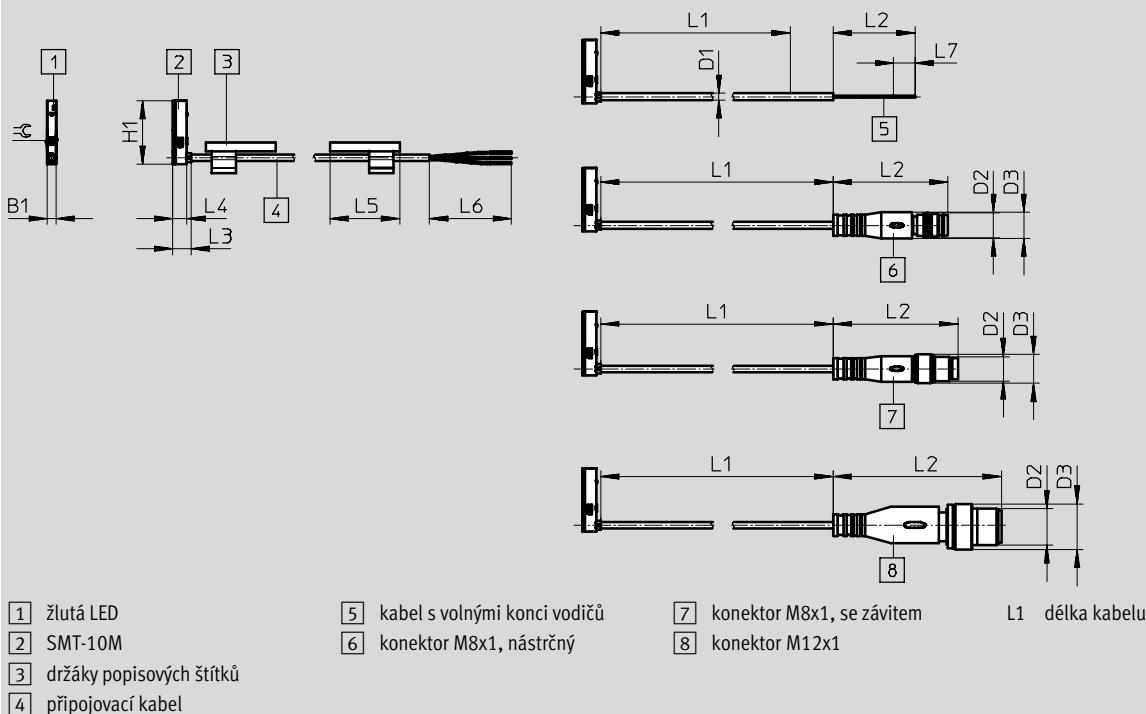 1
2
3
H1
B1
L4
L3
4
L5
L6
L1
L2
D1
L7
5
L1
L2
D2
D3
6
L1
L2
D2
D3
7
L1
L2
D2
D3
8
1 žlutá LED
2 SMT-10M
3 držáky popisových štítků
4 připojovací kabel
5 kabel s volnými konci vodičů
6 konektor M8x1, nástrčný
7 konektor M8x1, se závitem
8 konektor M12x1
L1 délka kabelu